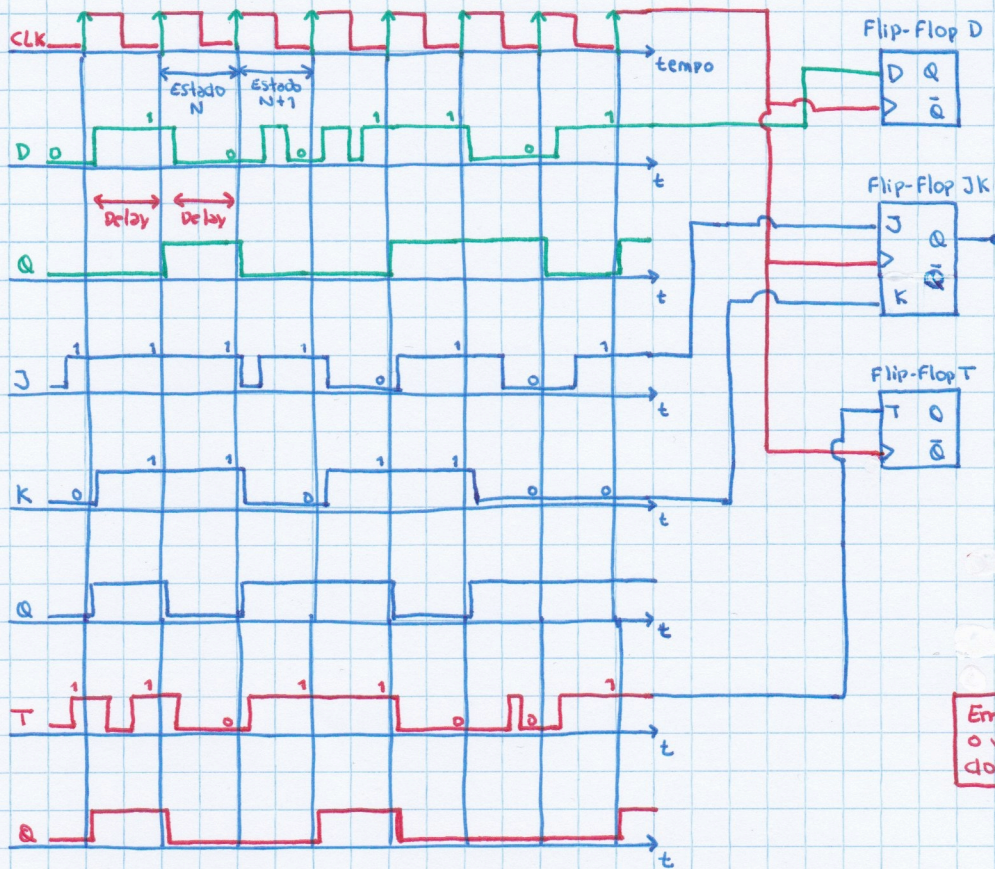 CLK
tempo
Estado
N
Estado
N+1
D
0 1 0 0 1 1 0 1
t
Delay
Delay
Q
t
J
1 1 1 1 0 1 0 1
t
K
0 1 1 0 1 1 0 0
t
Q
t
T
1 1 0 1 1 0 0 1
t
Q
t
Flip-Flop D
D Q
Q̅
Flip-Flop JK
J Q
Q̅
K
Flip-Flop T
T Q
Q̅